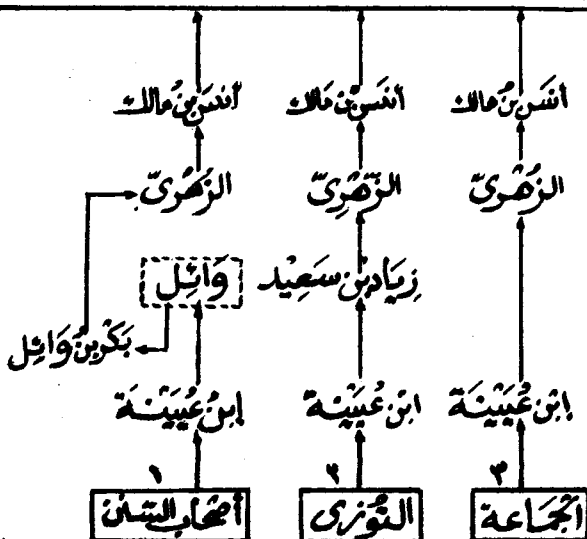 أنس بن مالك أنس بن مالك أنس بن مالك
الزهري الزهري الزهري
زياد بن سعيد وائل
بكر بن وائل
ابن عيينة ابن عيينة ابن عيينة
٣ ٢ ١
الجماعة التوزي أصحاب السنن